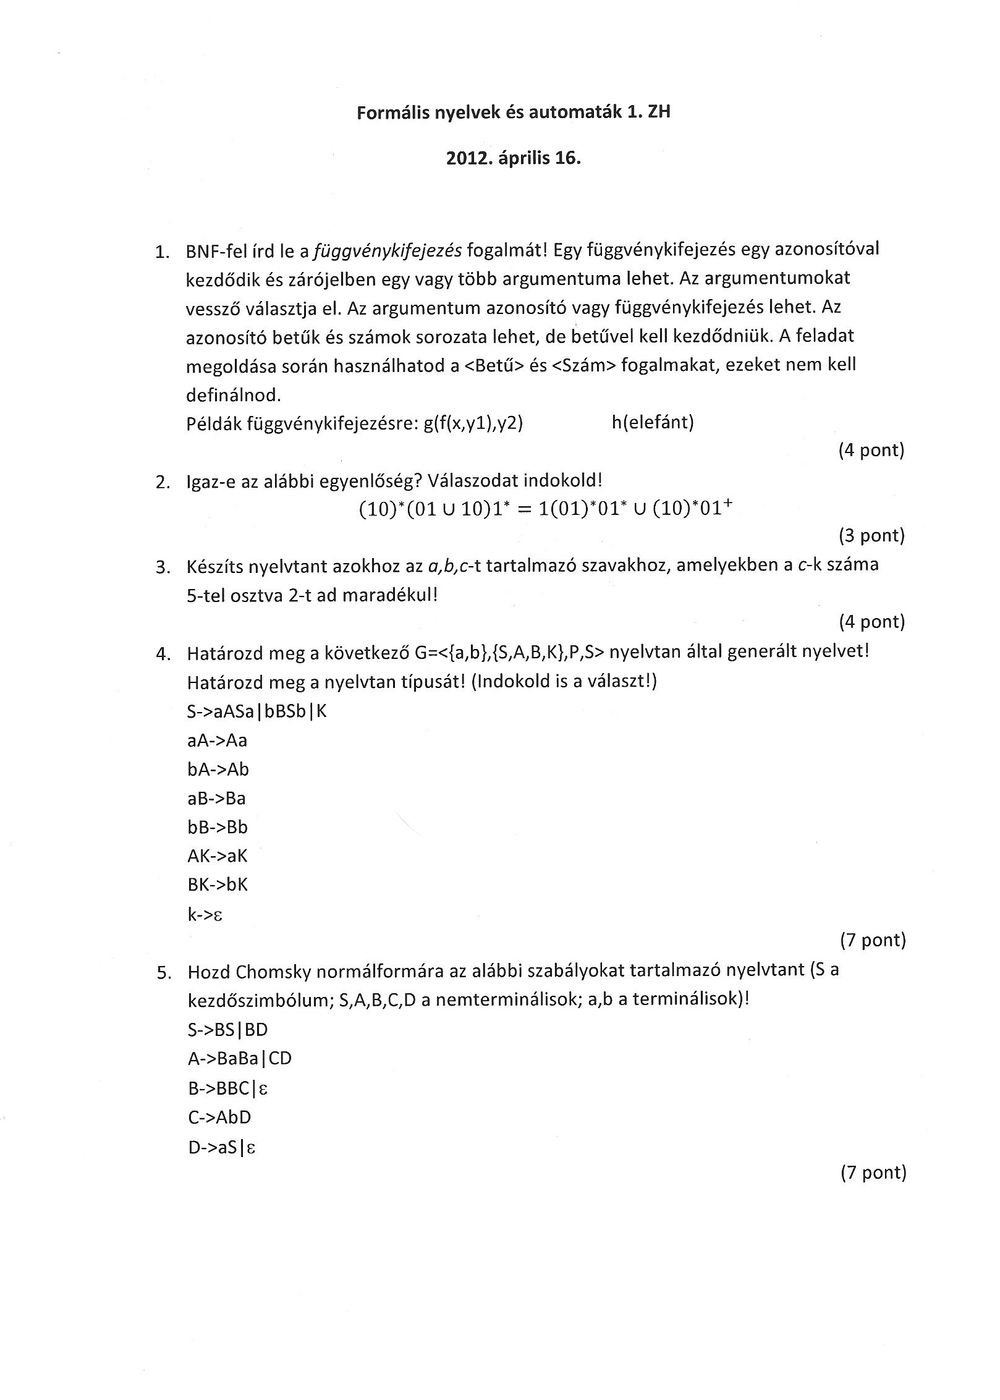 Formális nyelvek és automaták 1. ZH
2012. április 16.
1. BNF-fel írd le a függvénykifejezés fogalmát! Egy függvénykifejezés egy azonosítóval
kezdődik és zárójelben egy vagy több argumentuma lehet. Az argumentumokat
vessző választja el. Az argumentum azonosító vagy függvénykifejezés lehet. Az
azonosító betűk és számok sorozata lehet, de betűvel kell kezdődniük. A feladat
megoldása során használhatod a <Betű> és <Szám> fogalmakat, ezeket nem kell
definálnod.
Példák függvénykifejezésre: g(f(x,y1),y2) h(elefánt)
(4 pont)
2. Igaz-e az alábbi egyenlőség? Válaszodat indokold!
(10)*(01 ∪ 10)1* = 1(01)*01* ∪ (10)*01⁺
(3 pont)
3. Készíts nyelvtant azokhoz az a,b,c-t tartalmazó szavakhoz, amelyekben a c-k száma
5-tel osztva 2-t ad maradékul!
(4 pont)
4. Határozd meg a következő G=<{a,b},{S,A,B,K},P,S> nyelvtan által generált nyelvet!
Határozd meg a nyelvtan típusát! (Indokold is a választ!)
S->aASa|bBSb|K
aA->Aa
bA->Ab
aB->Ba
bB->Bb
AK->aK
BK->bK
k->ε
(7 pont)
5. Hozd Chomsky normálformára az alábbi szabályokat tartalmazó nyelvtant (S a
kezdőszimbólum; S,A,B,C,D a nemterminálisok; a,b a terminálisok)!
S->BS|BD
A->BaBa|CD
B->BBC|ε
C->AbD
D->aS|ε
(7 pont)